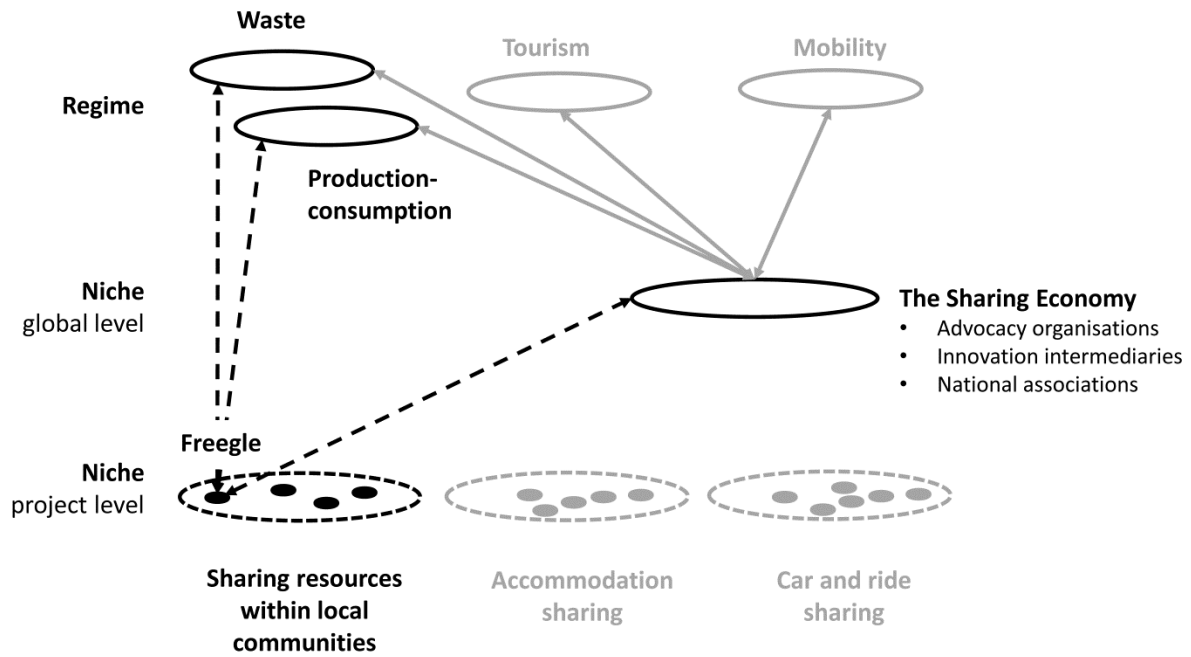 Waste
Tourism
Mobility
Regime
Production-
consumption
Niche
global level
The Sharing Economy
• Advocacy organisations
• Innovation intermediaries
• National associations
Freegle
Niche
project level
Sharing resources
within local
communities
Accommodation
sharing
Car and ride
sharing